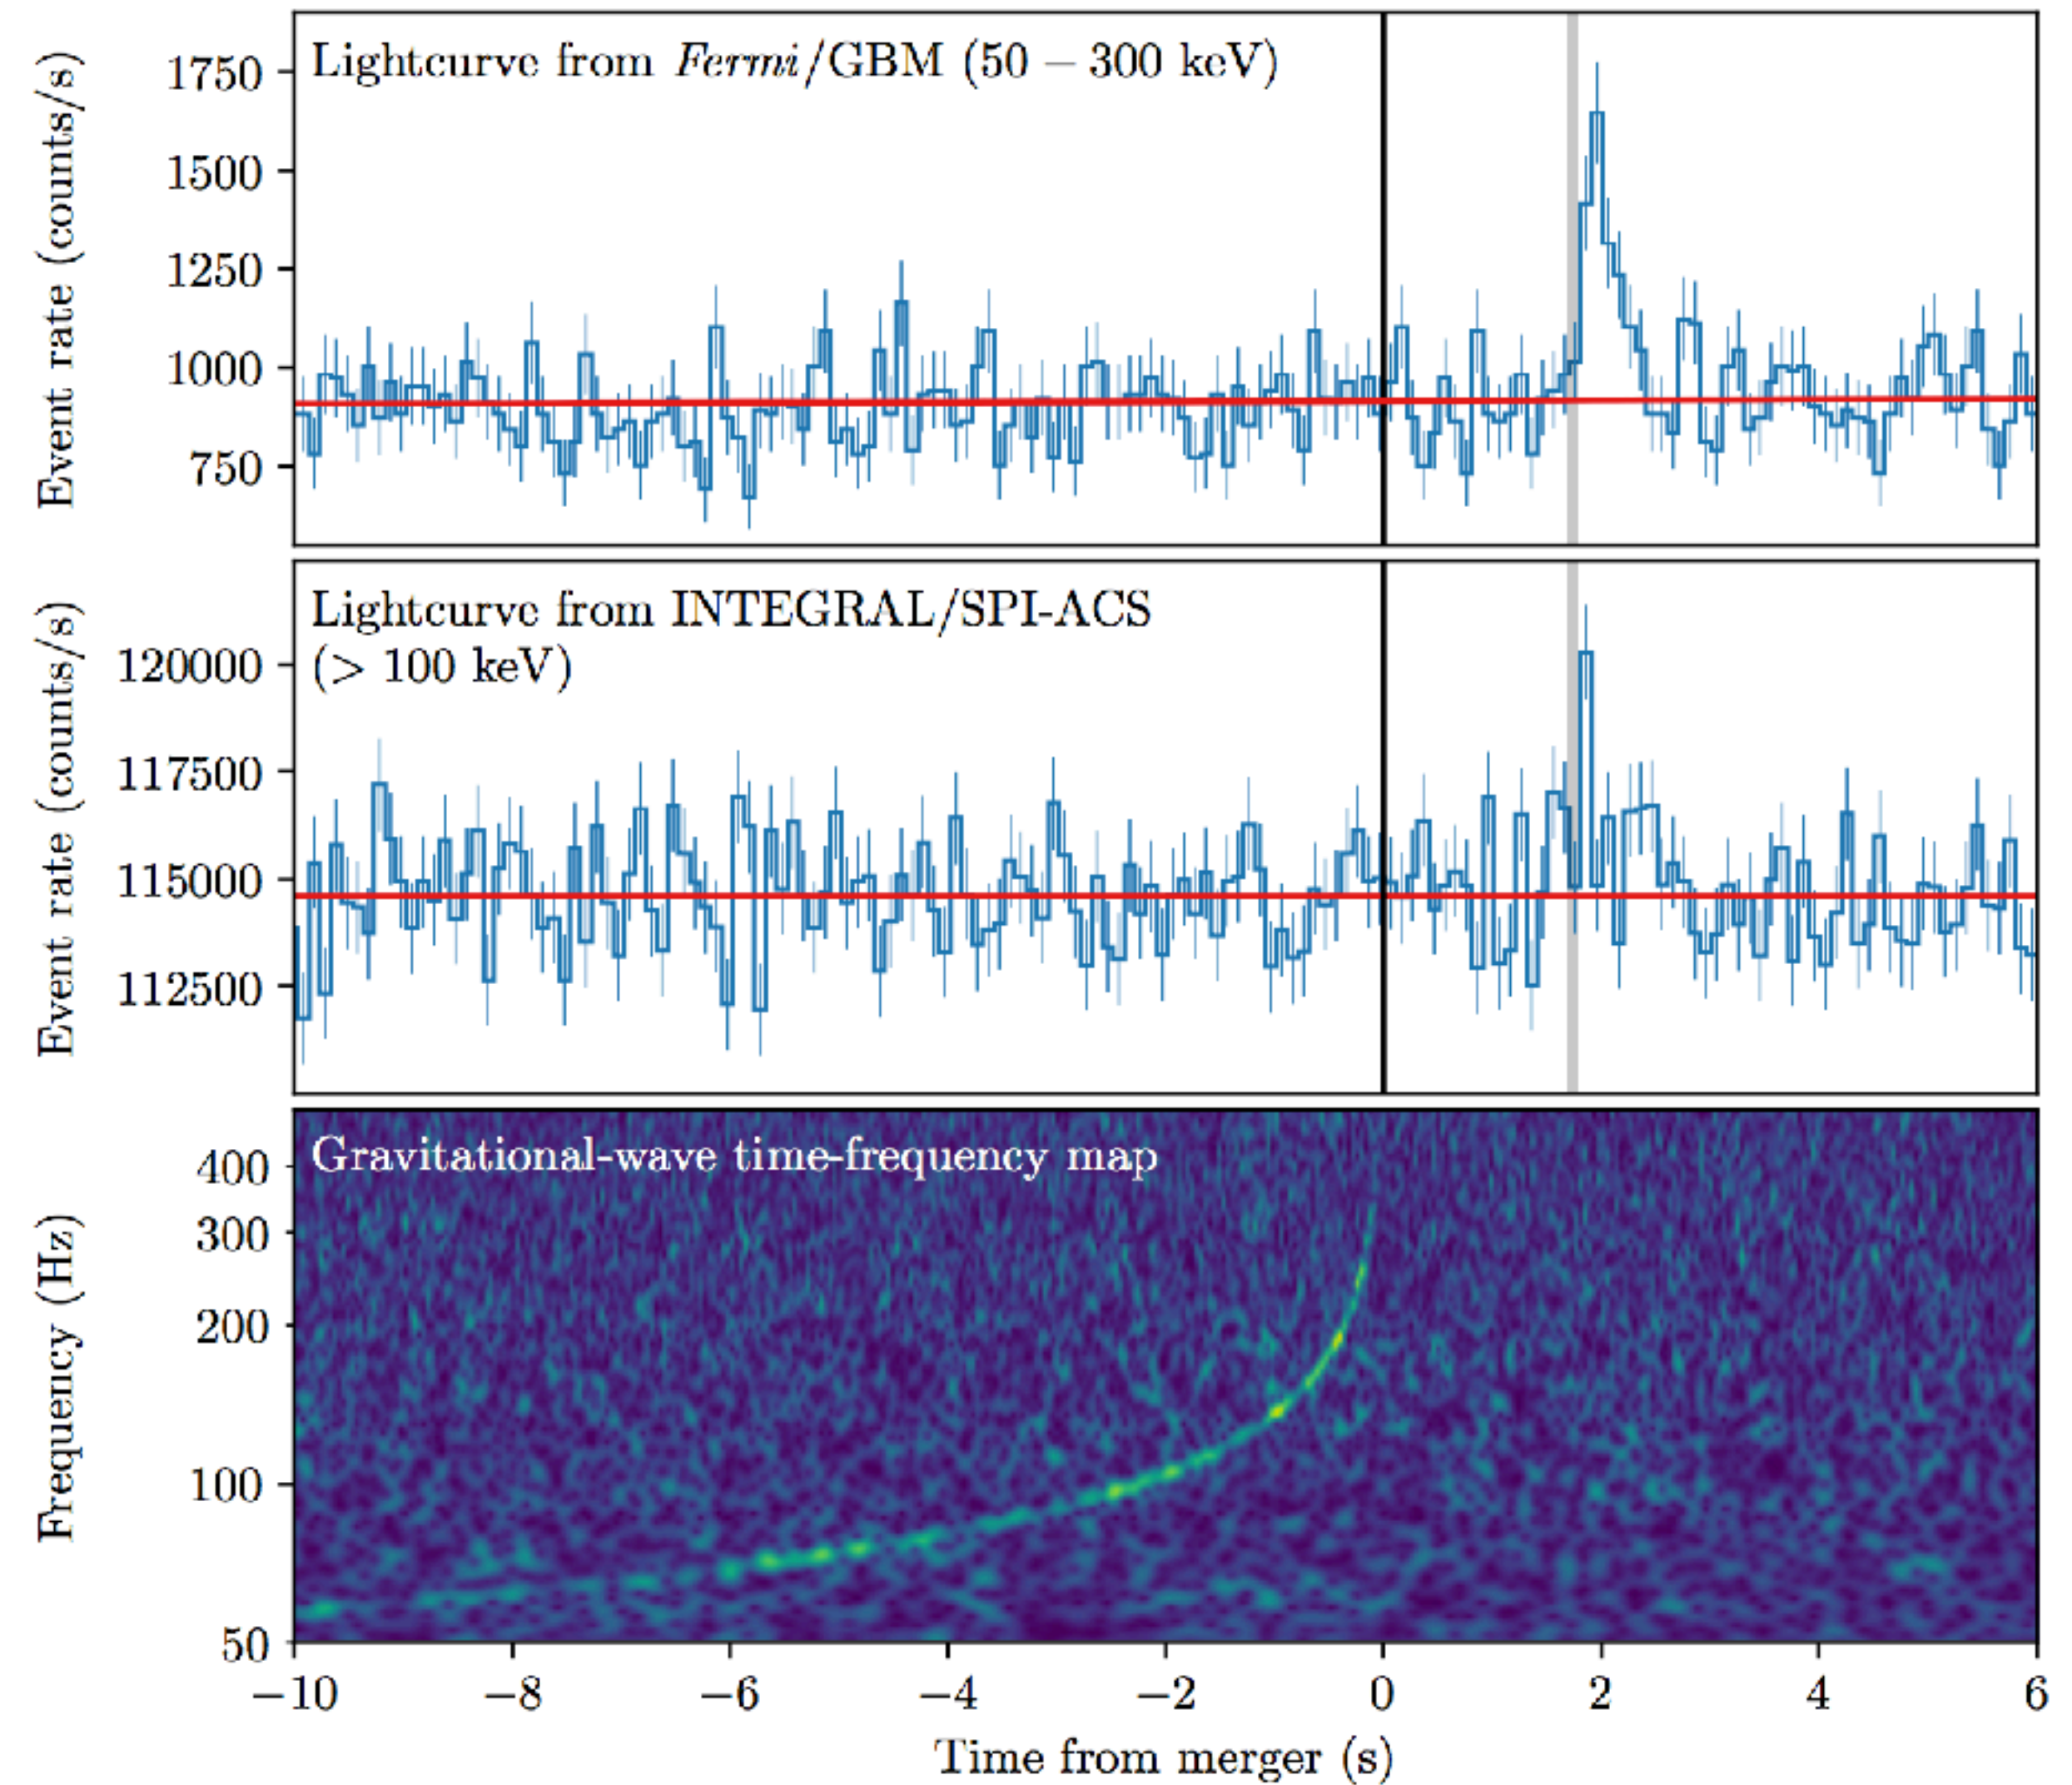 Lightcurve from Fermi/GBM (50 − 300 keV)
Event rate (counts/s)
1750
1500
1250
1000
750
Lightcurve from INTEGRAL/SPI-ACS
(> 100 keV)
Event rate (counts/s)
120000
117500
115000
112500
Gravitational-wave time-frequency map
Frequency (Hz)
400
300
200
100
50
−10 −8 −6 −4 −2 0 2 4 6
Time from merger (s)